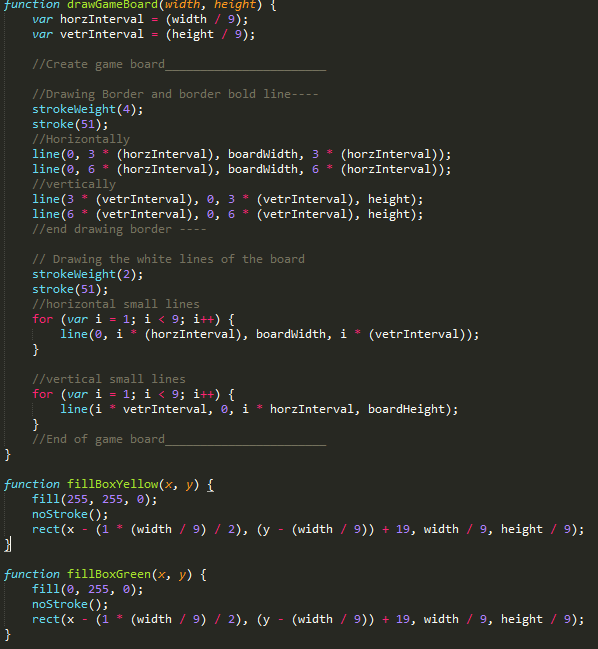 function drawGameBoard(width, height) {
var horzInterval = (width / 9);
var vetrInterval = (height / 9);
//Create game board_______________________
//Drawing Border and border bold line----
strokeWeight(4);
stroke(51);
//Horizontally
line(0, 3 * (horzInterval), boardWidth, 3 * (horzInterval));
line(0, 6 * (horzInterval), boardWidth, 6 * (horzInterval));
//vertically
line(3 * (vetrInterval), 0, 3 * (vetrInterval), height);
line(6 * (vetrInterval), 0, 6 * (vetrInterval), height);
//end drawing border ----
// Drawing the white lines of the board
strokeWeight(2);
stroke(51);
//horizontal small lines
for (var i = 1; i < 9; i++) {
line(0, i * (horzInterval), boardWidth, i * (vetrInterval));
}
//vertical small lines
for (var i = 1; i < 9; i++) {
line(i * vetrInterval, 0, i * horzInterval, boardHeight);
}
//End of game board_______________________
}
function fillBoxYellow(x, y) {
fill(255, 255, 0);
noStroke();
rect(x - (1 * (width / 9) / 2), (y - (width / 9)) + 19, width / 9, height / 9);
}
function fillBoxGreen(x, y) {
fill(0, 255, 0);
noStroke();
rect(x - (1 * (width / 9) / 2), (y - (width / 9)) + 19, width / 9, height / 9);
}